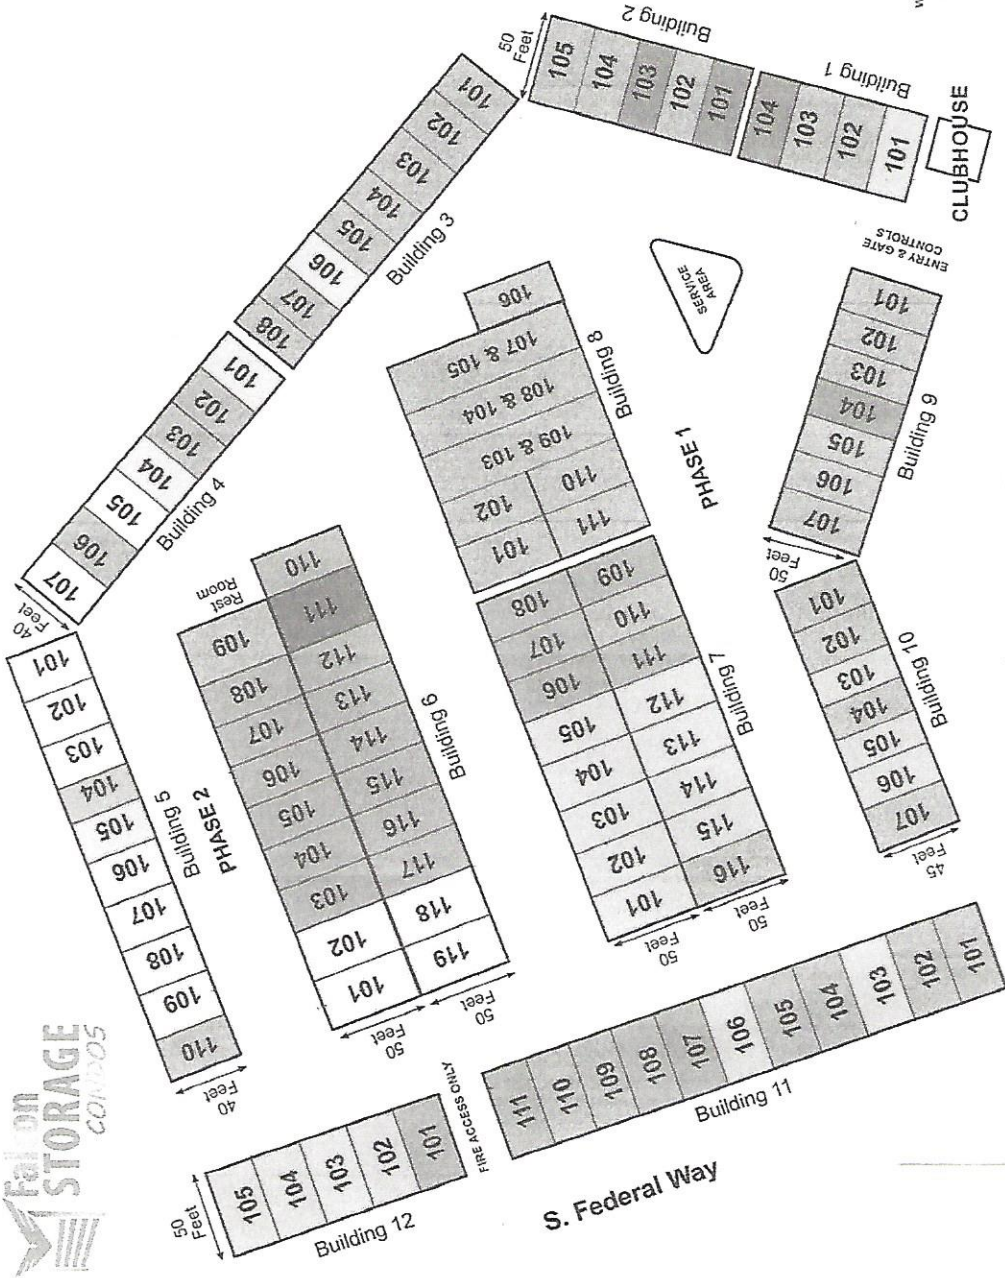 Falcon
STORAGE
CONDOS
50
Feet
105
104
103
102
101
Building 2
104
103
102
101
Building 1
CLUBHOUSE
101
102
103
104
105
106
107
108
Building 3
101
102
103
104
105
106
107
Building 4
40
Feet
101
102
103
104
105
106
107
108
109
110
Building 5
40
Feet
PHASE 2
Rest
Room
109
108
107
106
105
104
103
102
101
110
111
112
113
114
115
116
117
118
119
Building 6
50
Feet
50
Feet
108
107
106
105
104
103
102
101
109
110
111
112
113
114
115
116
Building 7
50
Feet
50
Feet
106
107 & 105
108 & 104
109 & 103
102
110
101
111
Building 8
PHASE 1
SERVICE
AREA
ENTRY & GATE
CONTROLS
101
102
103
104
105
106
107
Building 9
50
Feet
101
102
103
104
105
106
107
Building 10
45
Feet
111
110
109
108
107
106
105
104
103
102
101
Building 11
FIRE ACCESS ONLY
105
104
103
102
101
Building 12
50
Feet
S. Federal Way